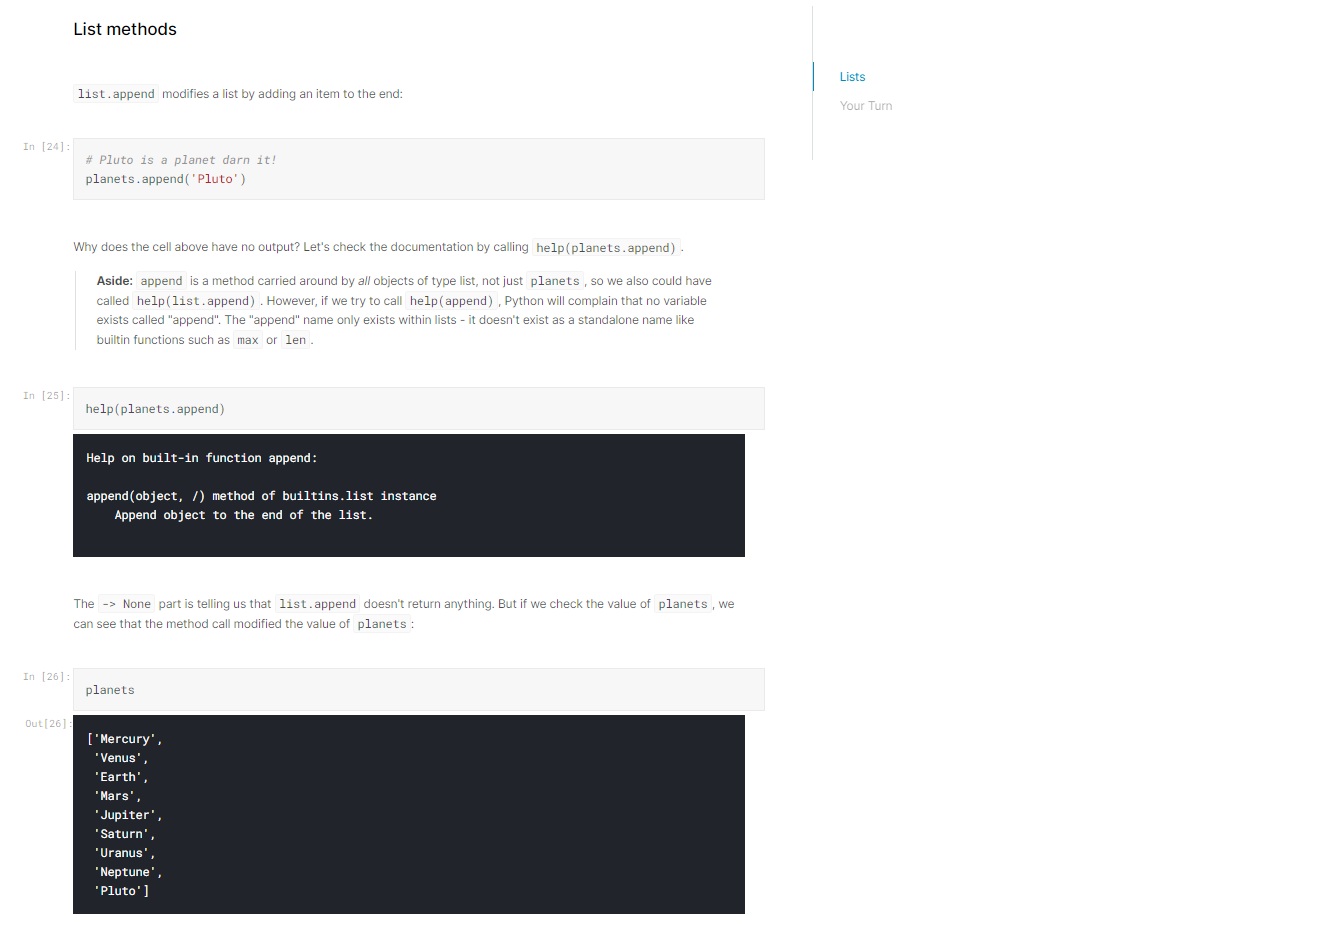 List methods
list.append modifies a list by adding an item to the end:
In [24]:
# Pluto is a planet darn it!
planets.append('Pluto')
Why does the cell above have no output? Let's check the documentation by calling help(planets.append).
Aside: append is a method carried around by all objects of type list, not just planets, so we also could have
called help(list.append). However, if we try to call help(append), Python will complain that no variable
exists called "append". The "append" name only exists within lists - it doesn't exist as a standalone name like
builtin functions such as max or len.
In [25]:
help(planets.append)
Help on built-in function append:
append(object, /) method of builtins.list instance
    Append object to the end of the list.
The -> None part is telling us that list.append doesn't return anything. But if we check the value of planets, we
can see that the method call modified the value of planets:
In [26]:
planets
Out[26]:
['Mercury',
 'Venus',
 'Earth',
 'Mars',
 'Jupiter',
 'Saturn',
 'Uranus',
 'Neptune',
 'Pluto']
Lists
Your Turn